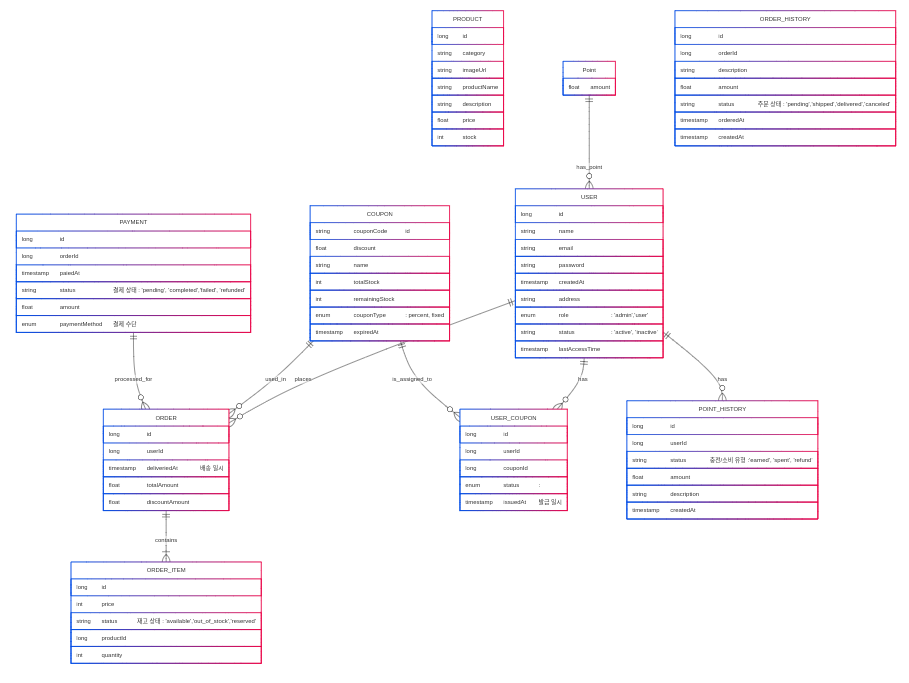 PRODUCT
long id
string category
string imageUrl
string productName
string description
float price
int stock
Point
float amount
ORDER_HISTORY
long id
long orderId
string description
float amount
string status 주문 상태 : 'pending','shipped','delivered','canceled'
timestamp orderedAt
timestamp createdAt
has_point
PAYMENT
long id
long orderId
timestamp paiedAt
string status 결제 상태 : 'pending', 'completed','failed', 'refunded'
float amount
enum paymentMethod 결제 수단
COUPON
string couponCode id
float discount
string name
int totalStock
int remainingStock
enum couponType : percent, fixed
timestamp expiredAt
USER
long id
string name
string email
string password
timestamp createdAt
string address
enum role : 'admin','user'
string status : 'active', 'inactive
timestamp lastAccessTime
processed_for
used_in
places
is_assigned_to
has
has
ORDER
long id
long userId
timestamp deliveriedAt 배송 일시
float totalAmount
float discountAmount
USER_COUPON
long id
long userId
long couponId
enum status :
timestamp issuedAt 발급 일시
POINT_HISTORY
long id
long userId
string status 충전/소비 유형 :'earned', 'spent', 'refund'
float amount
string description
timestamp createdAt
contains
ORDER_ITEM
long id
int price
string status 재고 상태 : 'available','out_of_stock','reserved'
long productId
int quantity